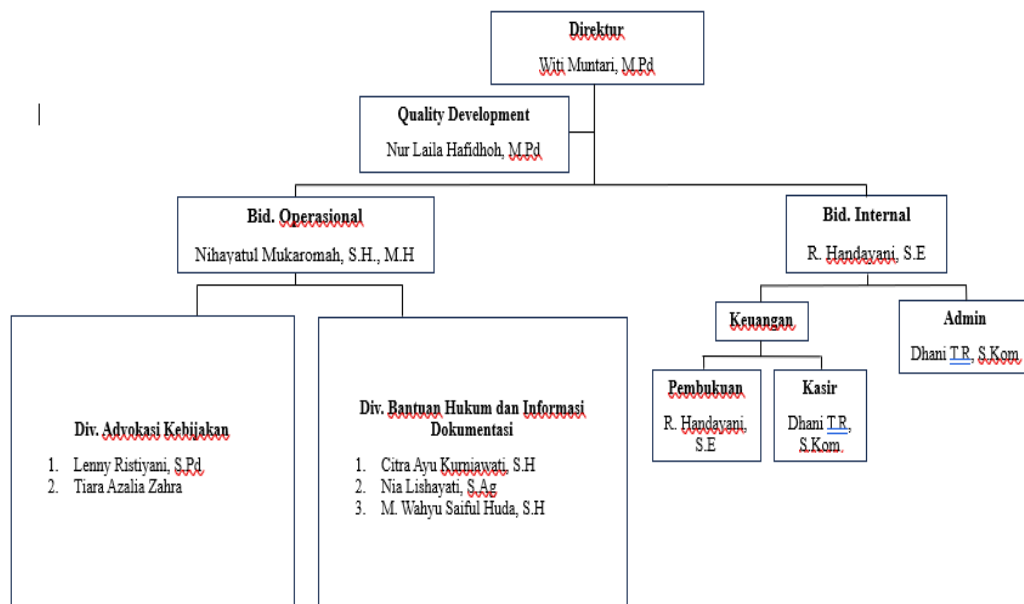 Direktur
Witi Muntari, M.Pd
Quality Development
Nur Laila Hafidhoh, M.Pd
Bid. Operasional
Nihayatul Mukaromah, S.H., M.H
Bid. Internal
R. Handayani, S.E
Keuangan
Admin
Dhani T.R, S.Kom
Pembukuan
R. Handayani,
S.E
Kasir
Dhani T.R,
S.Kom
Div. Advokasi Kebijakan
1. Lenny Ristiyani, S.Pd
2. Tiara Azalia Zahra
Div. Bantuan Hukum dan Informasi
Dokumentasi
1. Citra Ayu Kurniawati, S.H
2. Nia Lishayati, S.Ag
3. M. Wahyu Saiful Huda, S.H